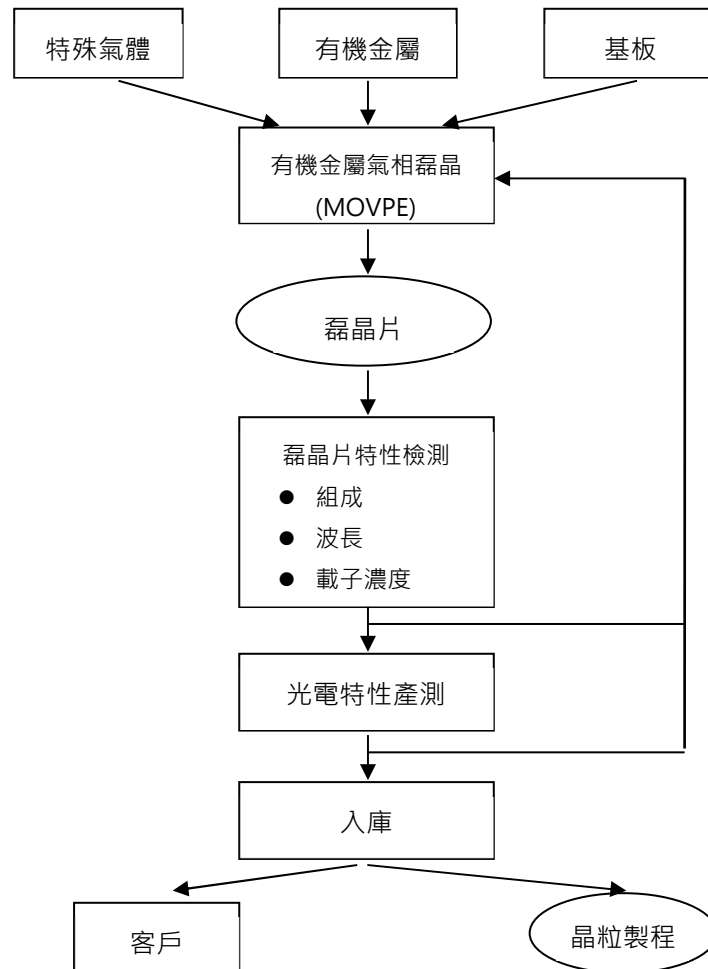 特殊氣體
有機金屬
基板
有機金屬氣相磊晶
(MOVPE)
磊晶片
磊晶片特性檢測
● 組成
● 波長
● 載子濃度
光電特性產測
入庫
客戶
晶粒製程